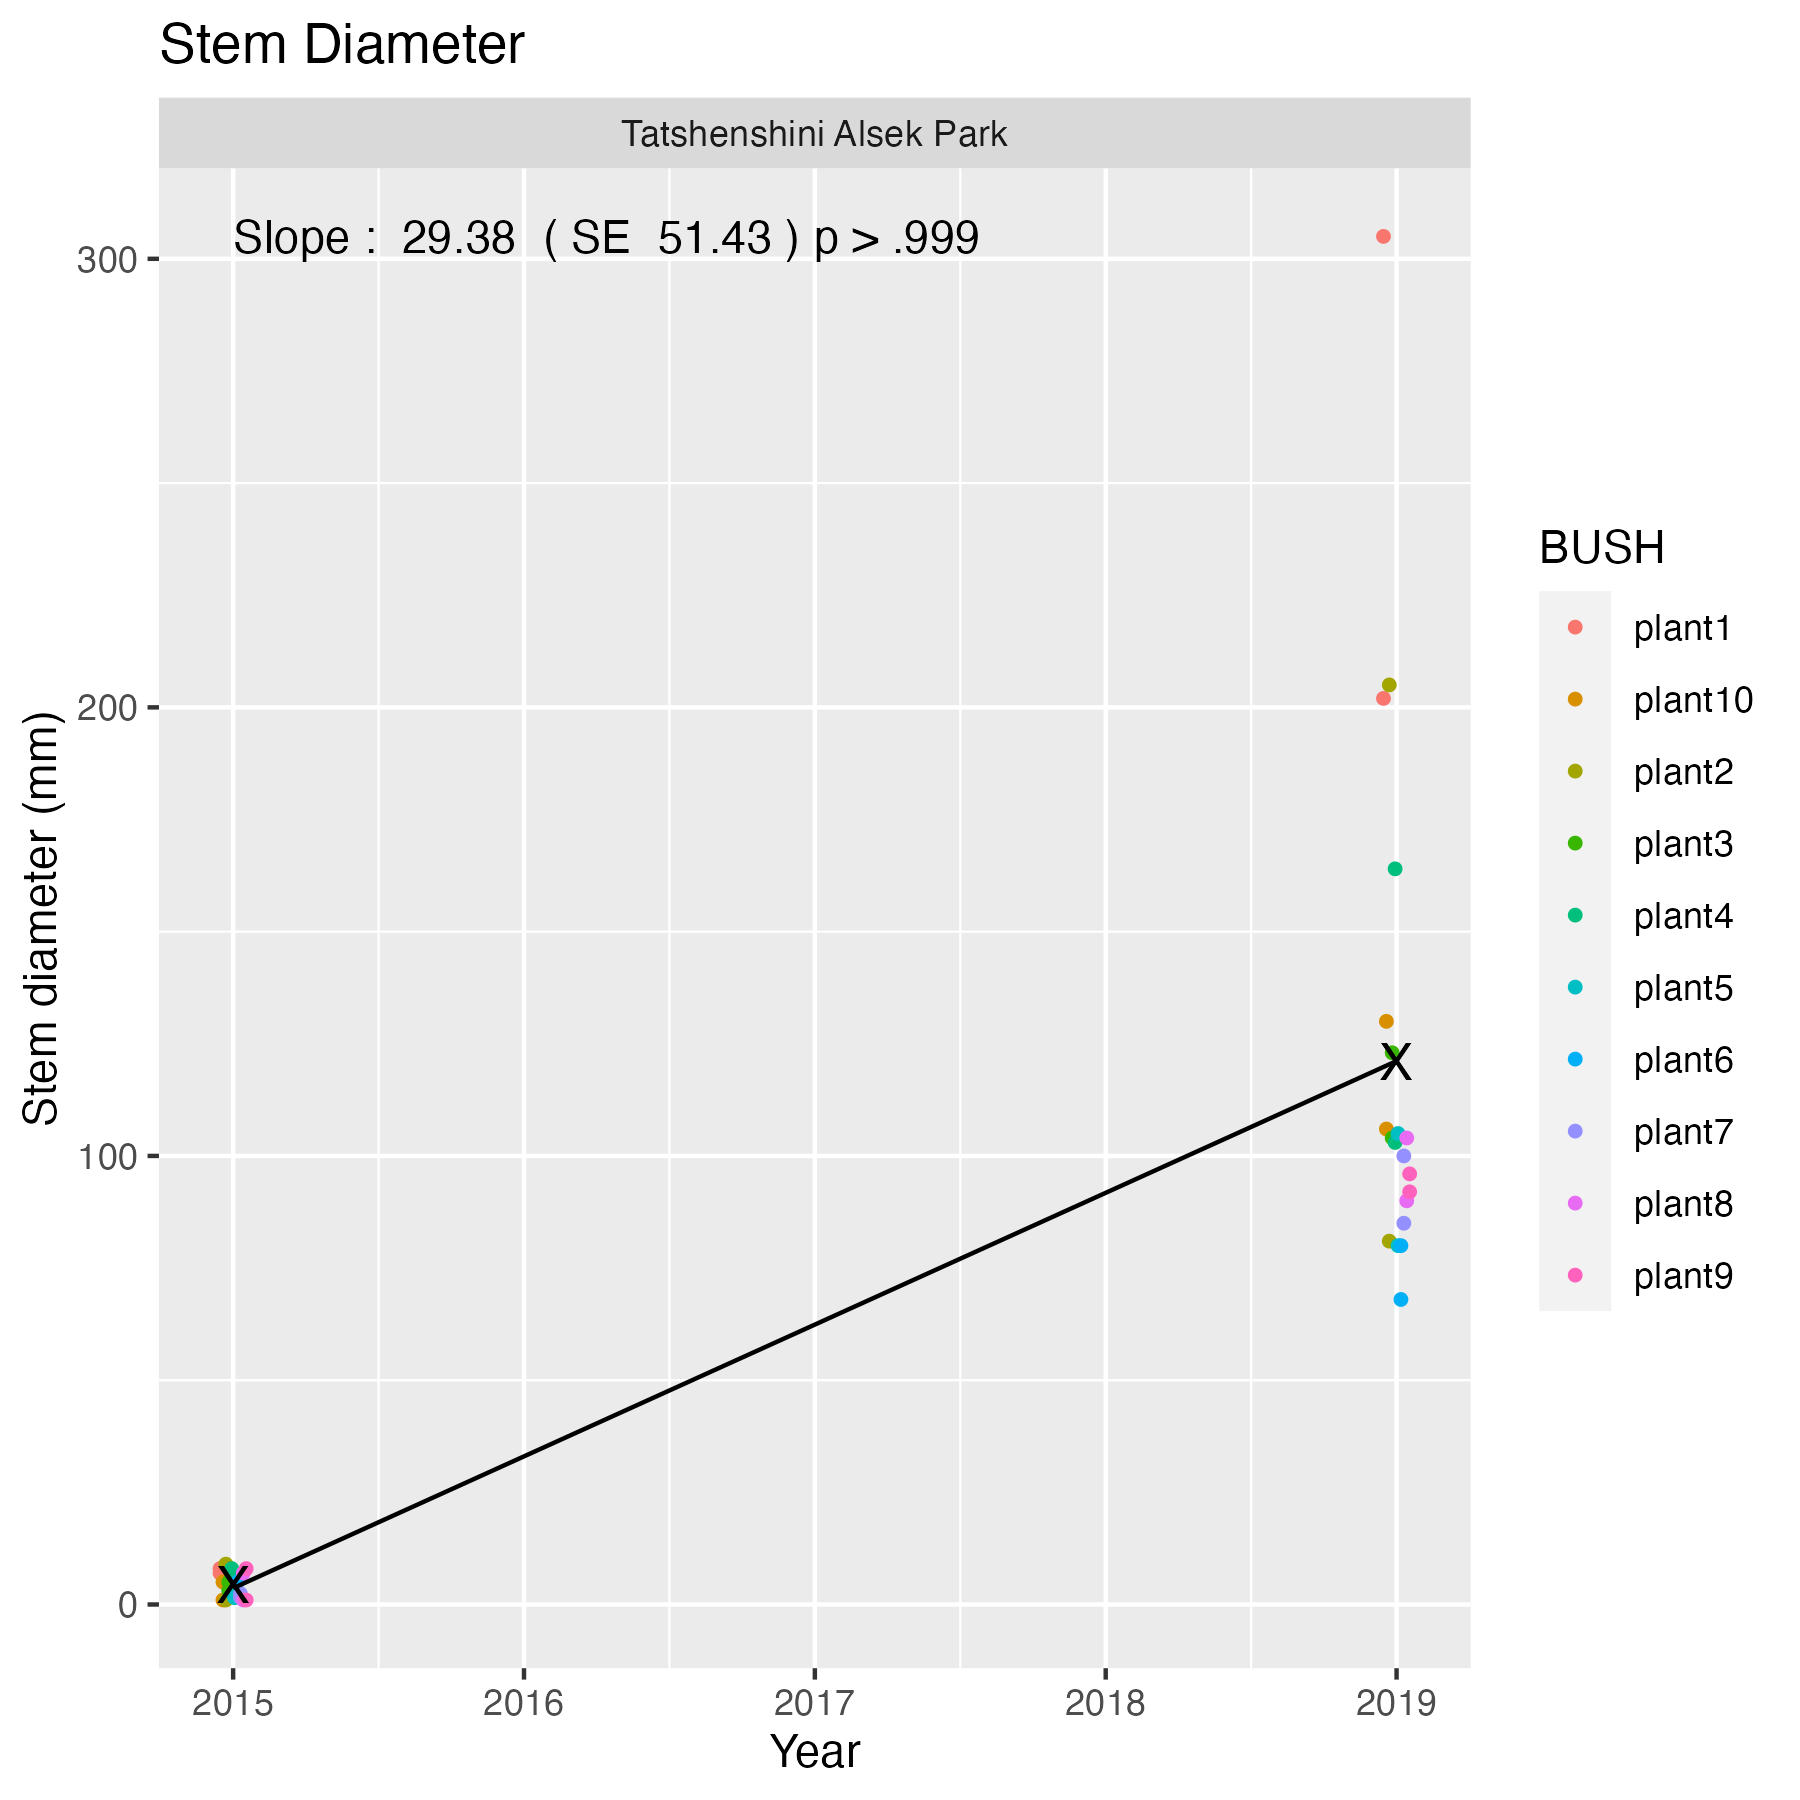 Stem Diameter
Tatshenshini Alsek Park
Slope : 29.38 ( SE 51.43 ) p > .999
300
200
100
0
Stem diameter (mm)
2015 2016 2017 2018 2019
Year
BUSH
plant1
plant10
plant2
plant3
plant4
plant5
plant6
plant7
plant8
plant9
X
X